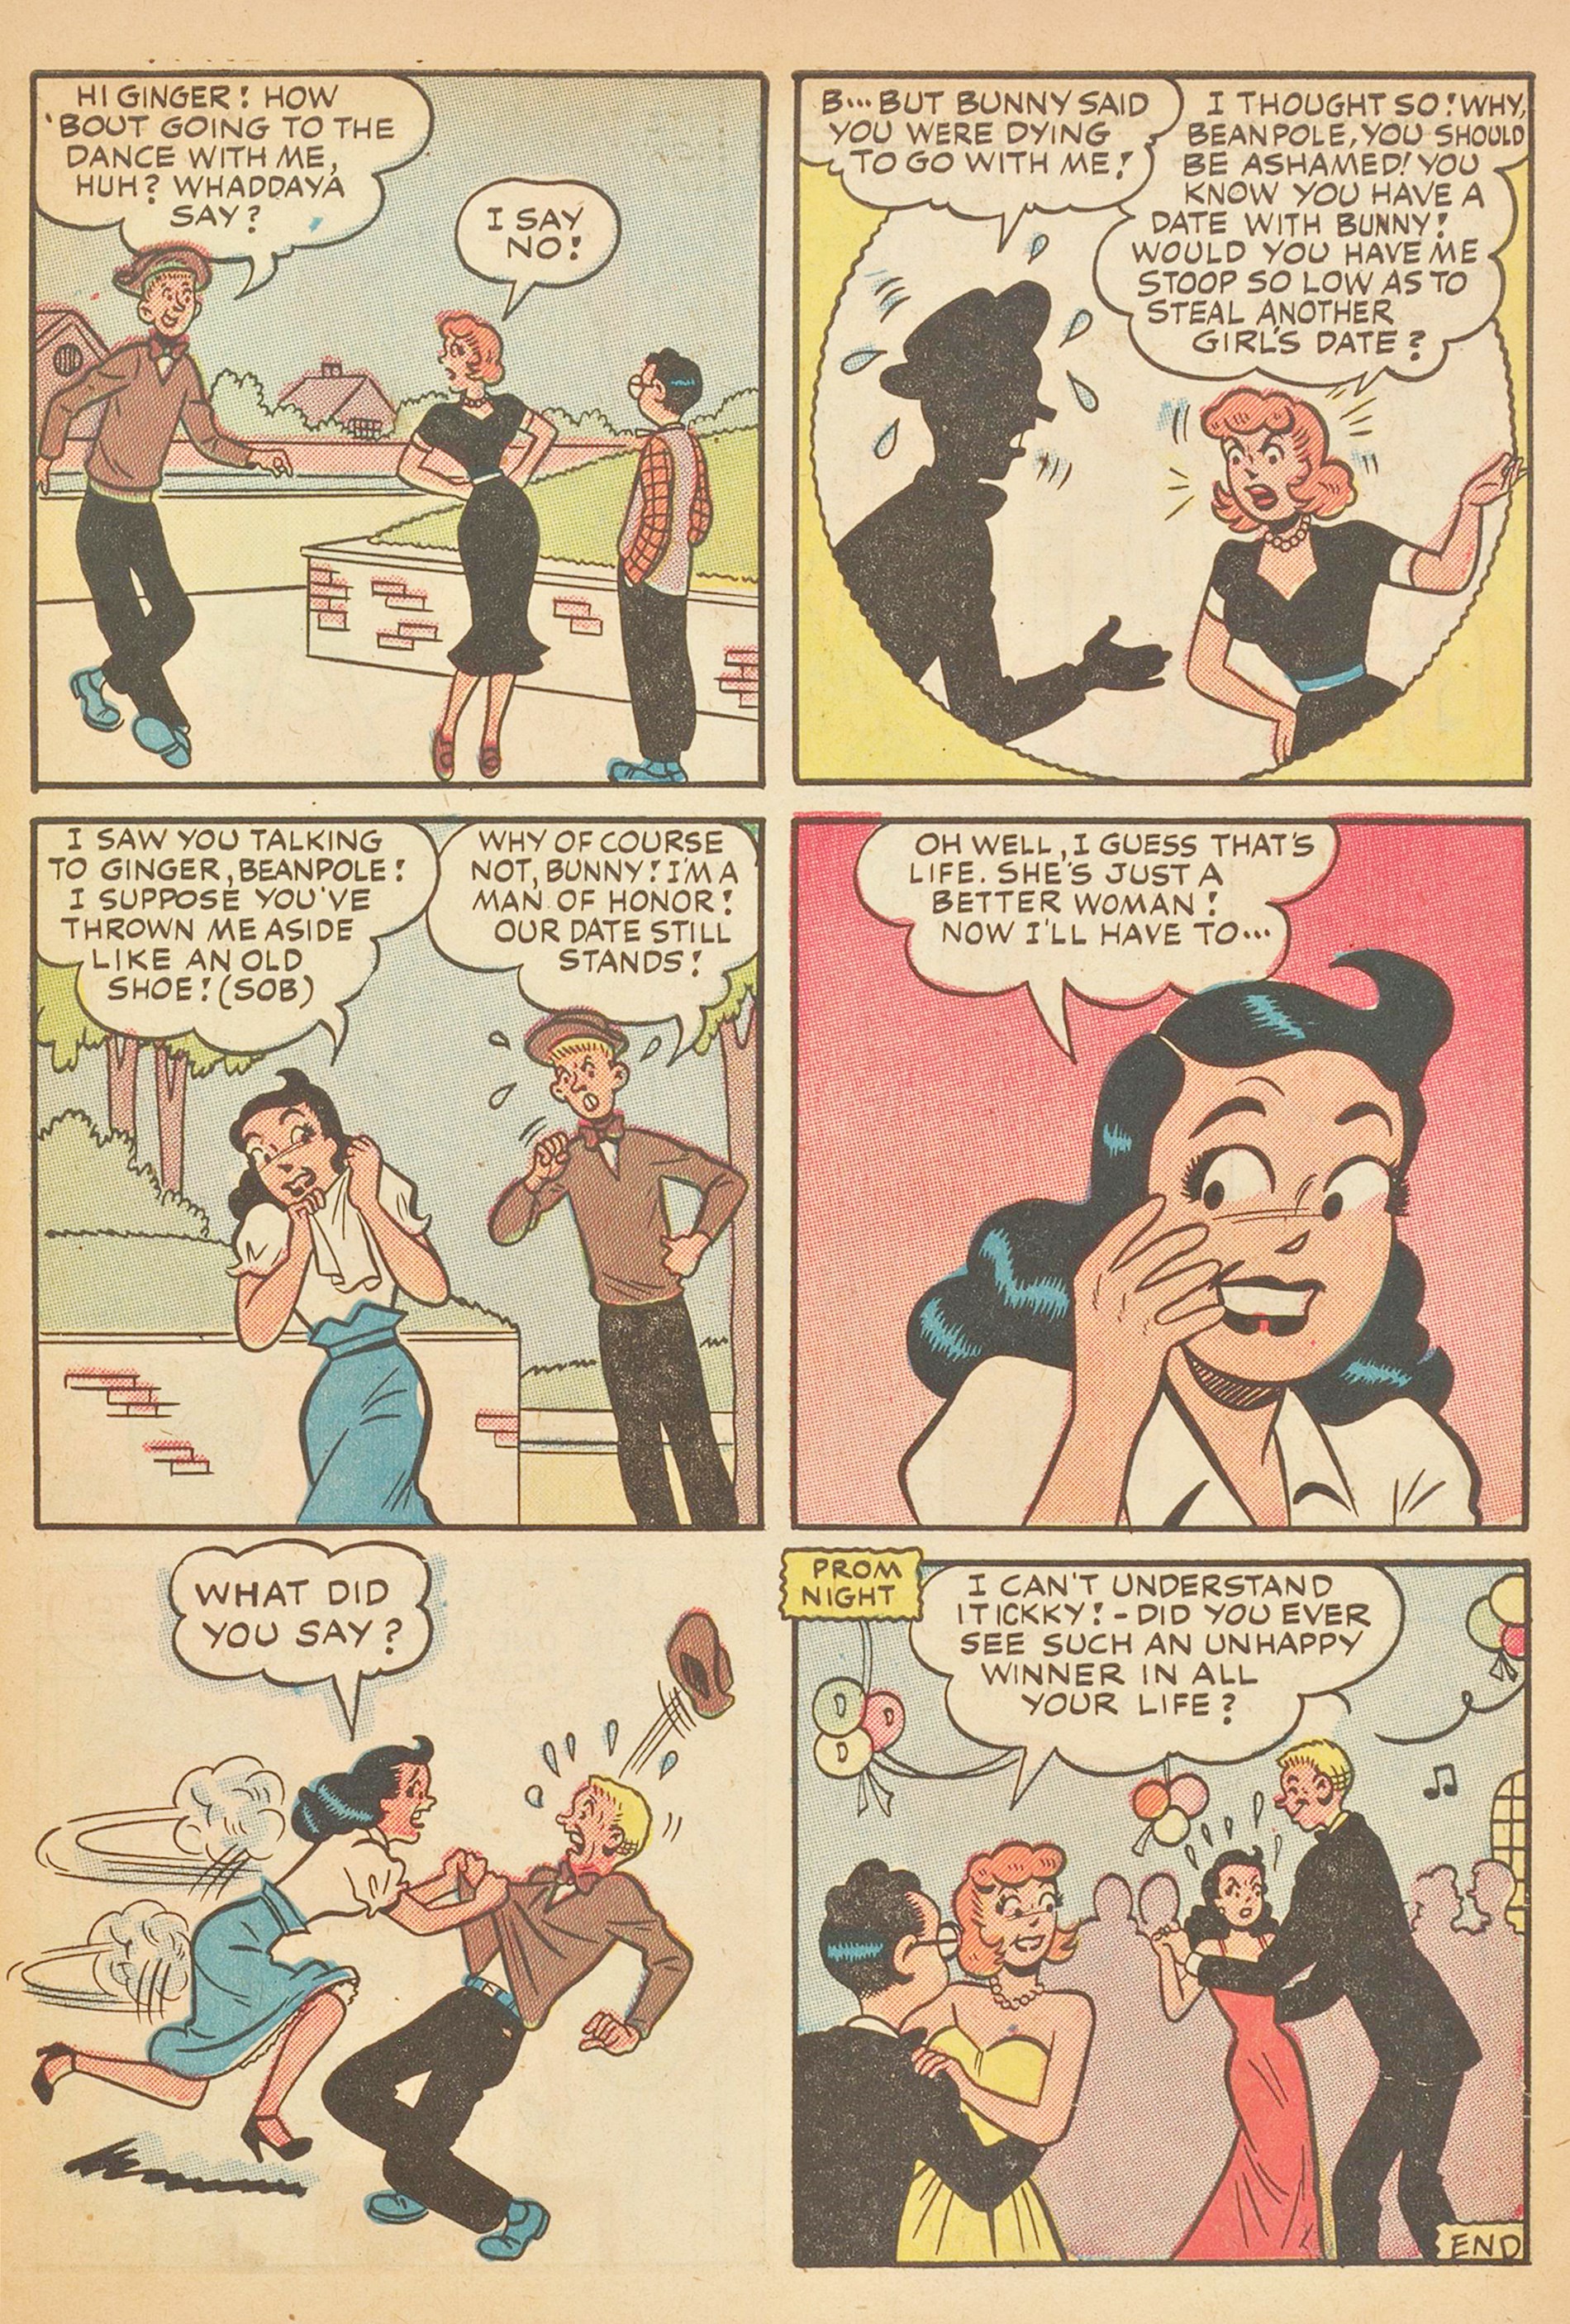 HI GINGER! HOW
'BOUT GOING TO THE
DANCE WITH ME,
HUH? WHADDAYA
SAY?
I SAY
NO!
B... BUT BUNNY SAID
YOU WERE DYING
TO GO WITH ME!
I THOUGHT SO! WHY,
BEANPOLE, YOU SHOULD
BE ASHAMED! YOU
KNOW YOU HAVE A
DATE WITH BUNNY!
WOULD YOU HAVE ME
STOOP SO LOW AS TO
STEAL ANOTHER
GIRL'S DATE?
I SAW YOU TALKING
TO GINGER, BEANPOLE!
I SUPPOSE YOU'VE
THROWN ME ASIDE
LIKE AN OLD
SHOE! (SOB)
WHY OF COURSE
NOT, BUNNY! I'M A
MAN OF HONOR!
OUR DATE STILL
STANDS!
OH WELL, I GUESS THAT'S
LIFE. SHE'S JUST A
BETTER WOMAN!
NOW I'LL HAVE TO...
WHAT DID
YOU SAY?
PROM
NIGHT
I CAN'T UNDERSTAND
IT ICKKY! - DID YOU EVER
SEE SUCH AN UNHAPPY
WINNER IN ALL
YOUR LIFE?
END